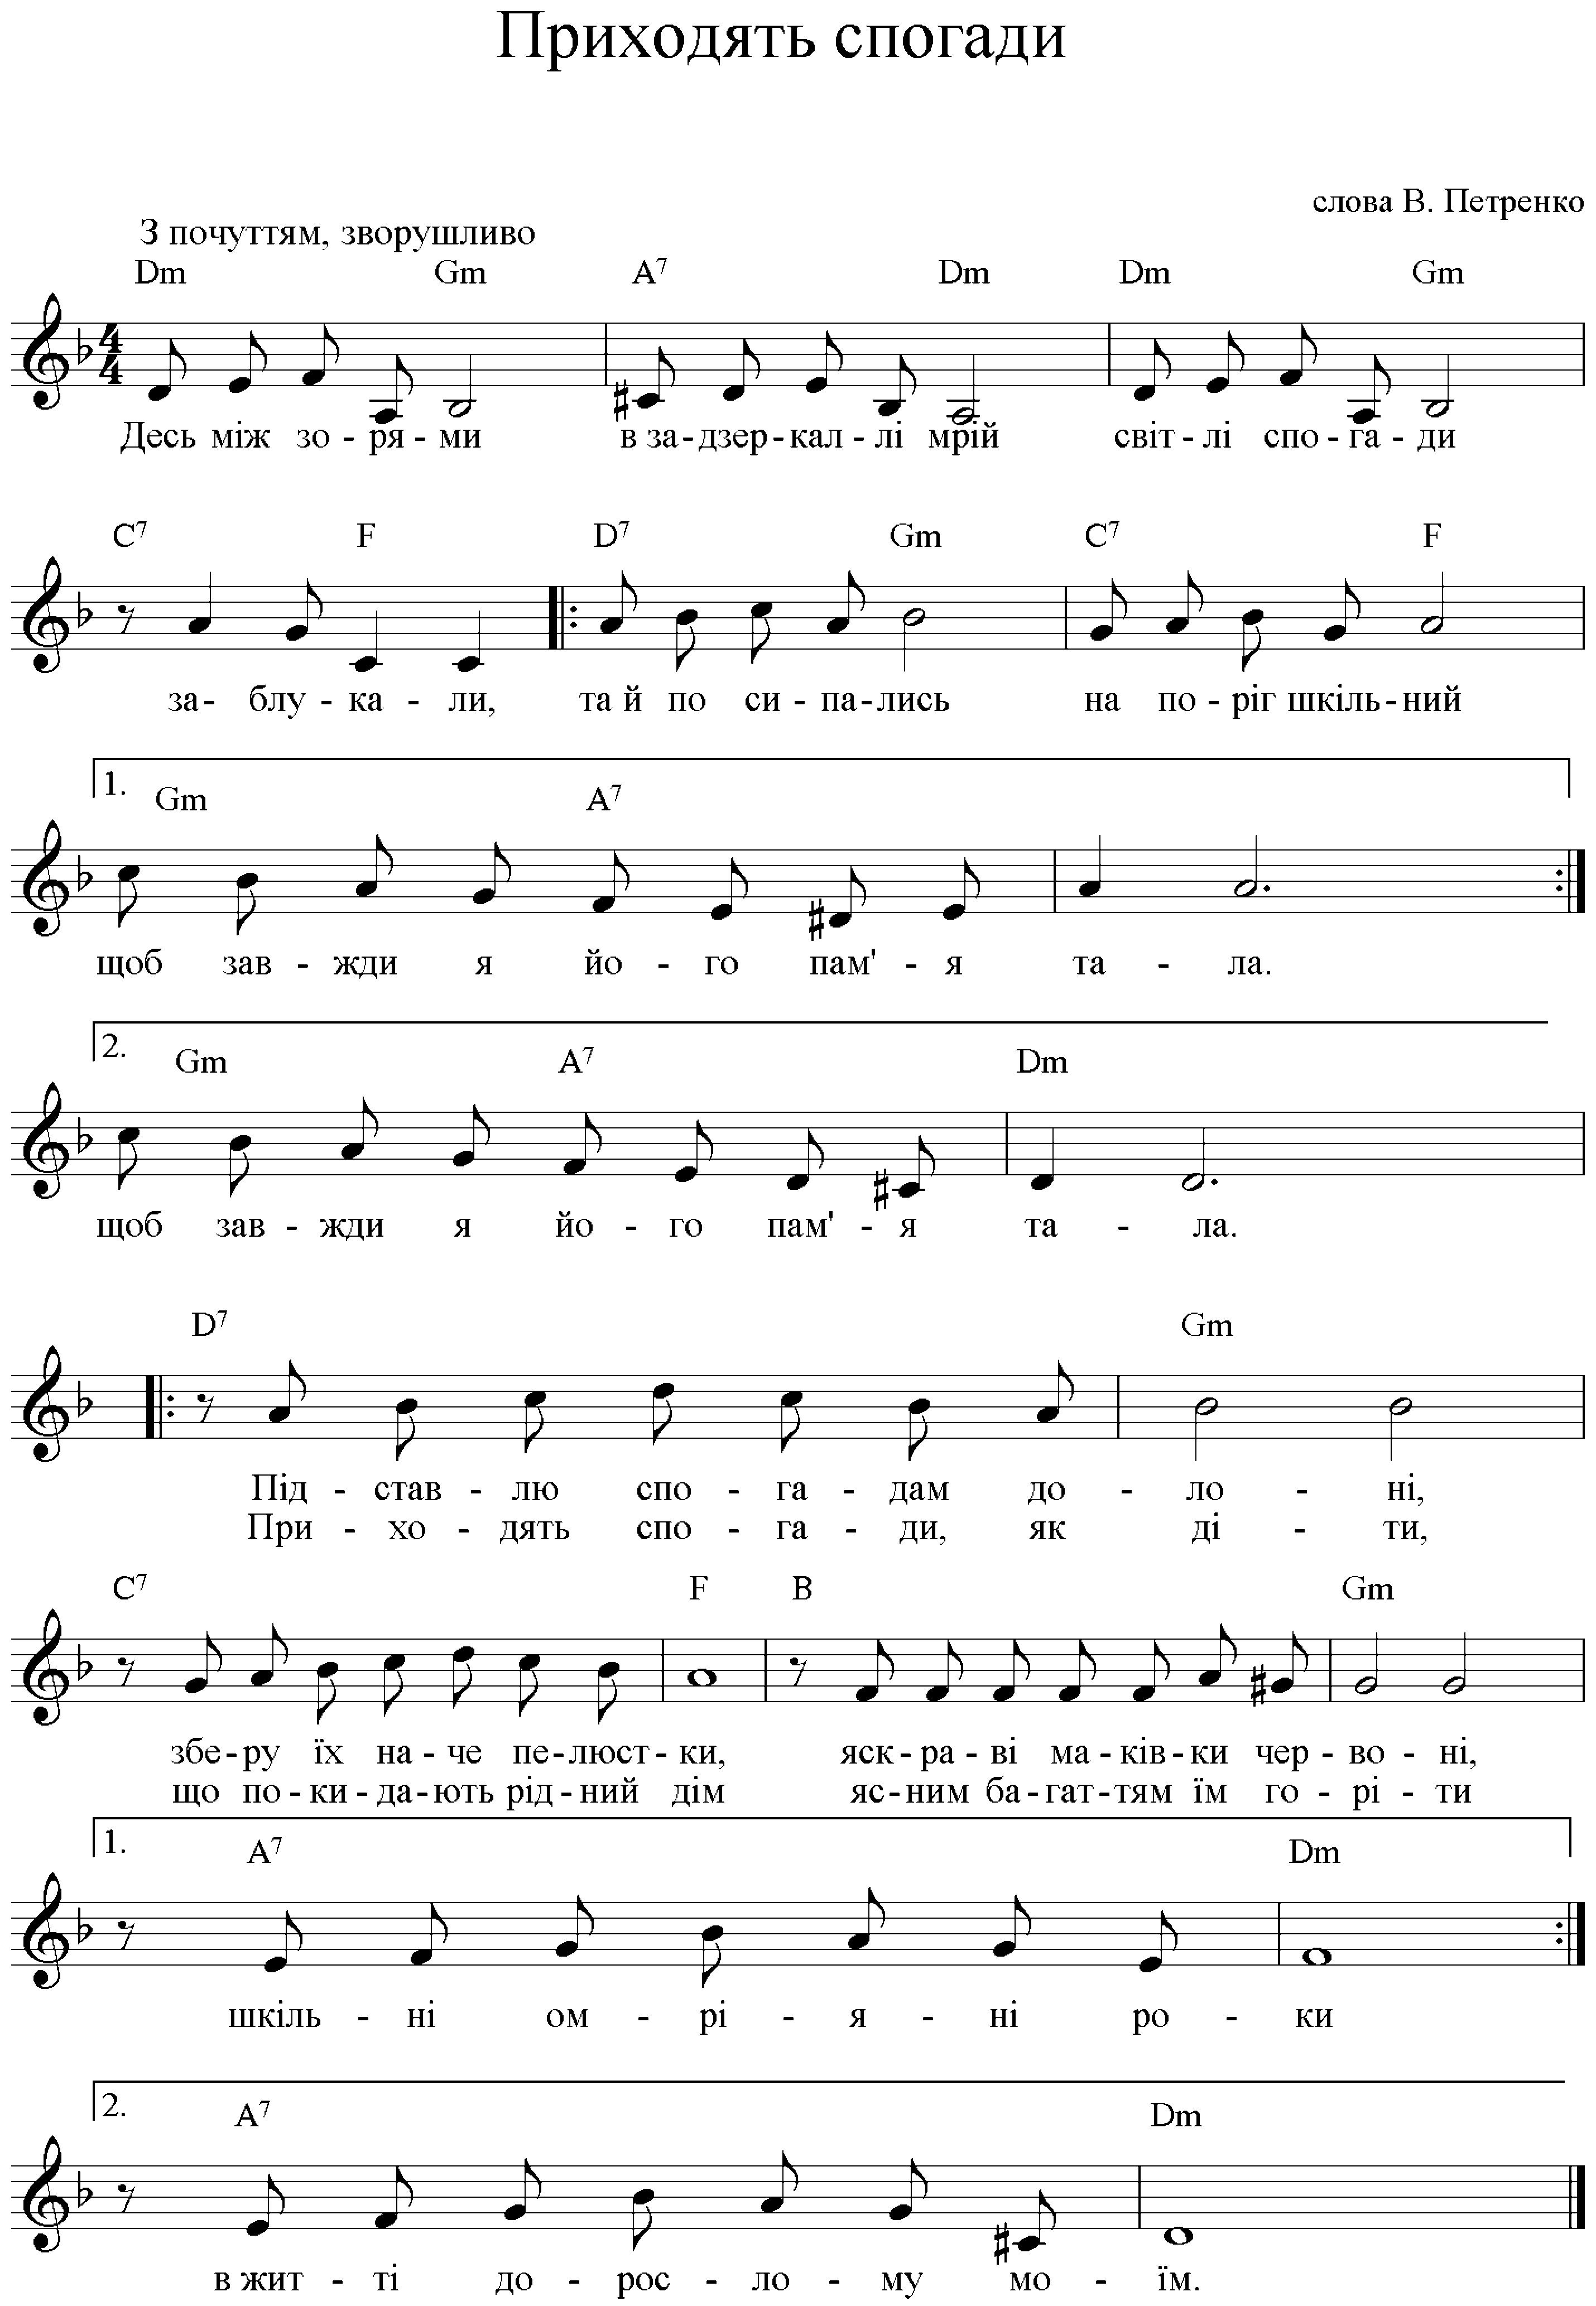 Приходять спогади
слова В. Петренко
З почуттям, зворушливо
Dm Gm A7 Dm Dm Gm
4
4
Десь між зо - ря - ми в за - дзер - кал - лі мрій світ - лі спо - га - ди
C7 F D7 Gm C7 F
за - блу - ка - ли, та й по си - па - лись на по - ріг шкіль - ний
1.
Gm A7
щоб зав - жди я йо - го пам' - я та - ла.
2.
Gm A7 Dm
щоб зав - жди я йо - го пам' - я та - ла.
D7 Gm
Під - став - лю спо - га - дам до - ло - ні,
При - хо - дять спо - га - ди, як ді - ти,
C7 F B Gm
збе - ру їх на - че пе - люст - ки, яск - ра - ві ма - ків - ки чер - во - ні,
що по - ки - да - ють рід - ний дім яс - ним ба - гат - тям їм го - рі - ти
1.
A7 Dm
шкіль - ні ом - рі - я - ні ро - ки
2.
A7 Dm
в жит - ті до - рос - ло - му мо - їм.